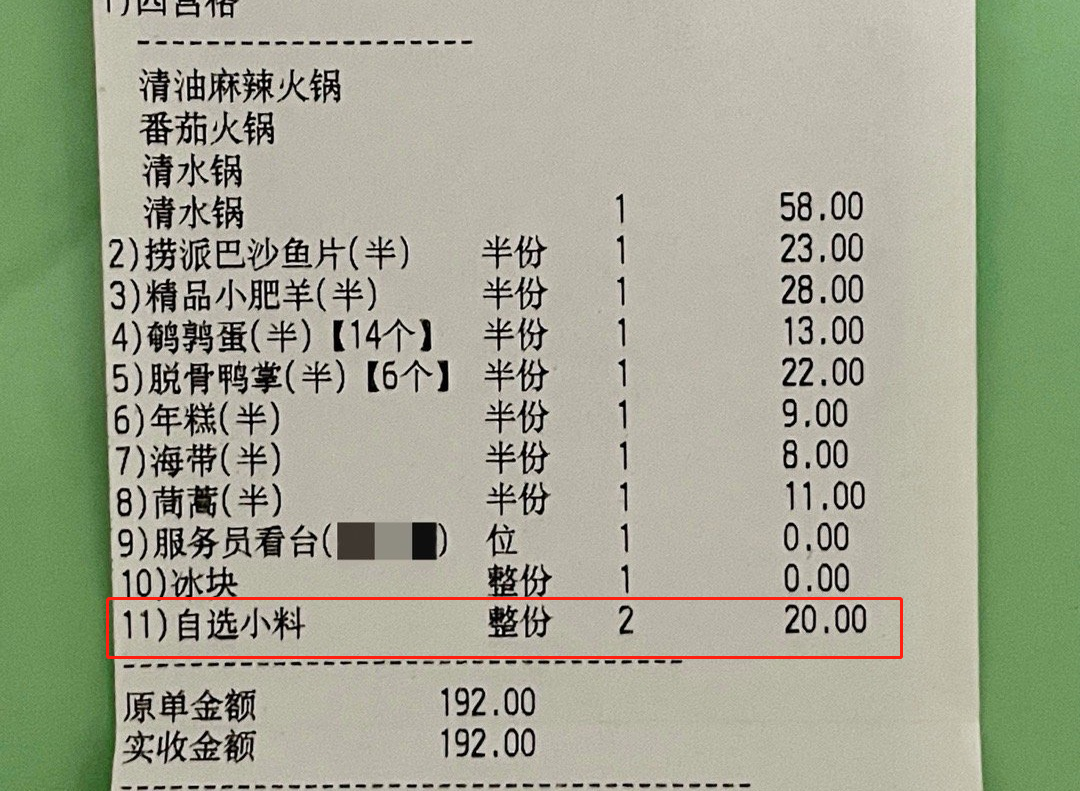 1)四宫格
--------------------
清油麻辣火锅
番茄火锅
清水锅
清水锅 1 58.00
2)捞派巴沙鱼片(半) 半份 1 23.00
3)精品小肥羊(半) 半份 1 28.00
4)鹌鹑蛋(半)【14个】 半份 1 13.00
5)脱骨鸭掌(半)【6个】 半份 1 22.00
6)年糕(半) 半份 1 9.00
7)海带(半) 半份 1 8.00
8)茼蒿(半) 半份 1 11.00
9)服务员看台( ) 位 1 0.00
10)冰块 整份 1 0.00
11)自选小料 整份 2 20.00
----------------------------------
原单金额 192.00
实收金额 192.00
--------------------------------------